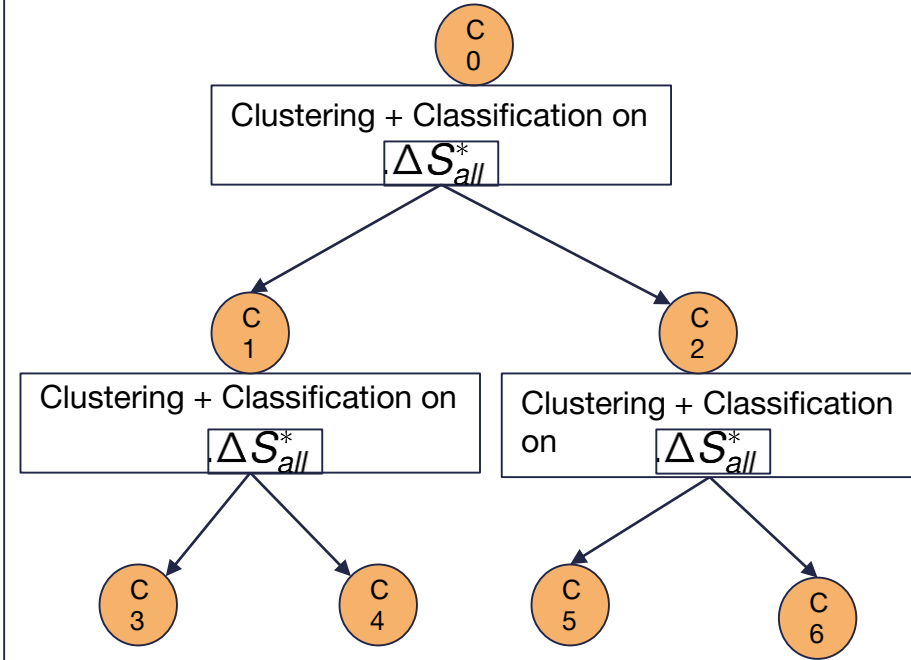 C
0
Clustering + Classification on
.ΔS*all
C
1
C
2
Clustering + Classification on
.ΔS*all
Clustering + Classification
on .ΔS*all
C
3
C
4
C
5
C
6